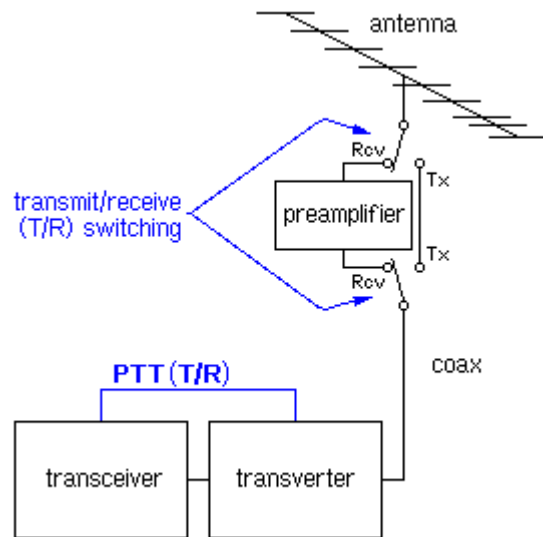 antenna
Rcv
Tx
transmit/receive
(T/R) switching
preamplifier
Tx
Rcv
PTT (T/R)
coax
transceiver
transverter